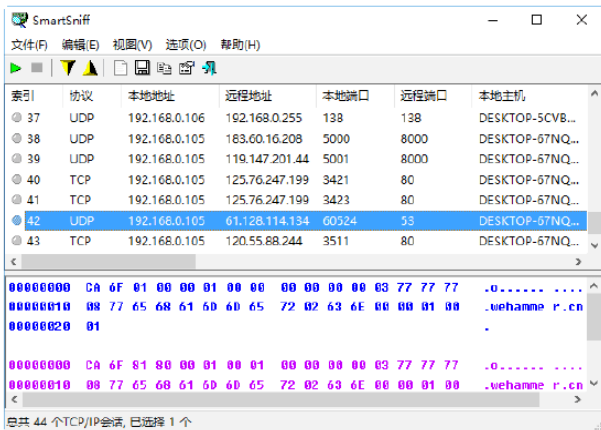 SmartSniff
文件(F) 编辑(E) 视图(V) 选项(O) 帮助(H)
索引 协议 本地地址 远程地址 本地端口 远程端口 本地主机
37 UDP 192.168.0.106 192.168.0.255 138 138 DESKTOP-5CVB...
38 UDP 192.168.0.105 183.60.16.208 5000 8000 DESKTOP-67NQ...
39 UDP 192.168.0.105 119.147.201.44 5001 8000 DESKTOP-67NQ...
40 TCP 192.168.0.105 125.76.247.199 3421 80 DESKTOP-67NQ...
41 TCP 192.168.0.105 125.76.247.199 3423 80 DESKTOP-67NQ...
42 UDP 192.168.0.105 61.128.114.134 60524 53 DESKTOP-67NQ...
43 TCP 192.168.0.105 120.55.88.244 3511 80 DESKTOP-67NQ...
00000000 CA 6F 01 00 00 01 00 00 00 00 00 00 03 77 77 77 .o...... ....
00000010 08 77 65 68 61 6D 6D 65 72 02 63 6E 00 00 01 00 .wehamme r.cn
00000020 01 .
00000000 CA 6F 81 80 00 01 00 01 00 00 00 00 03 77 77 77 .o...... ....
00000010 08 77 65 68 61 6D 6D 65 72 02 63 6E 00 00 01 00 .wehamme r.cn
总共 44 个TCP/IP会话, 已选择 1 个